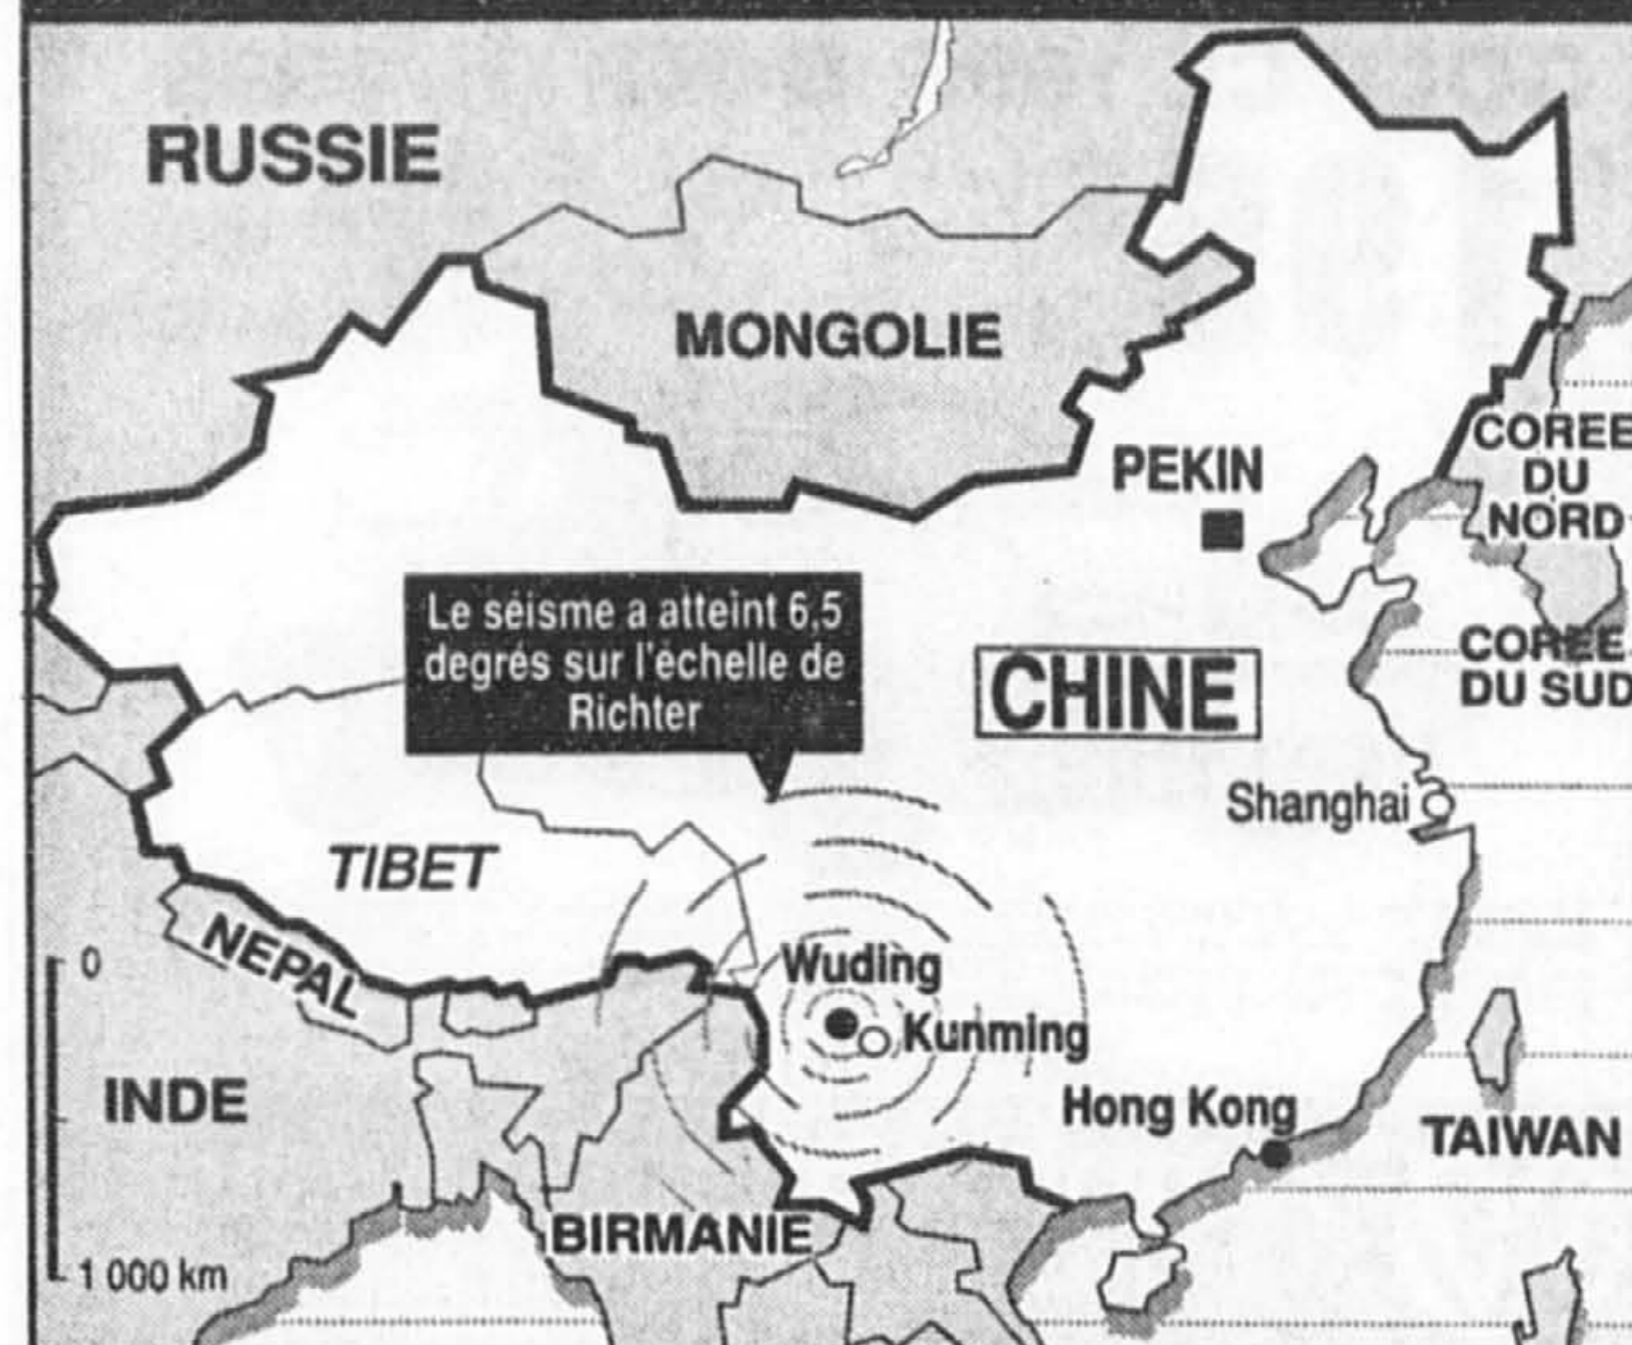 RUSSIE
MONGOLIE
PEKIN
COREE
DU
NORD
Le séisme a atteint 6,5
degrés sur l'échelle de
Richter
CHINE
COREE
DU SUD
Shanghai
TIBET
NEPAL
Wuding
0
Kunming
INDE
Hong Kong
TAIWAN
BIRMANIE
1 000 km